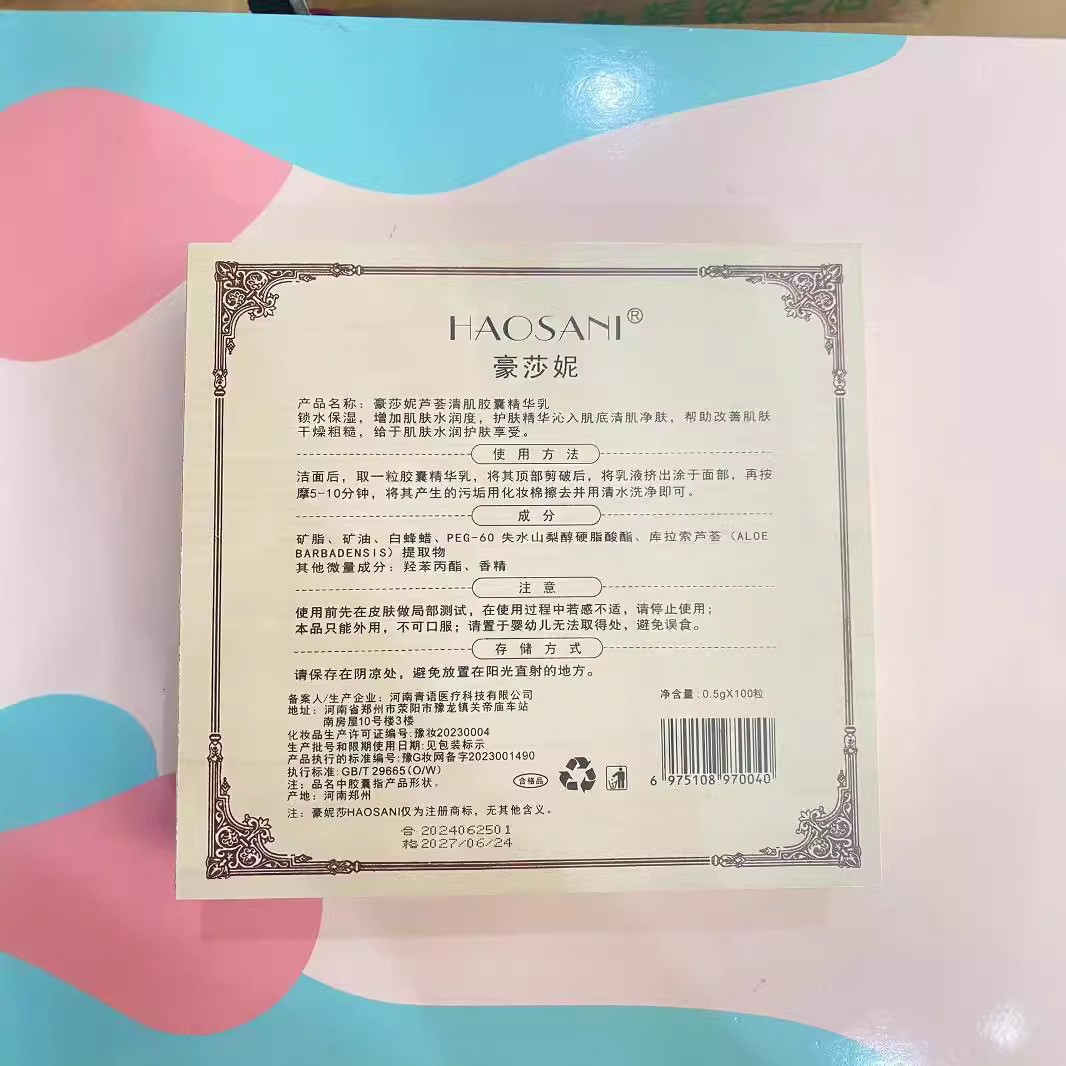 HAOSANI®
豪莎妮
产品名称：豪莎妮芦荟清肌胶囊精华乳
锁水保湿，增加肌肤水润度，护肤精华沁入肌底清肌净肤，帮助改善肌肤
干燥粗糙，给于肌肤水润护肤享受。
使用方法
洁面后，取一粒胶囊精华乳，将其顶部剪破后，将乳液挤出涂于面部，再按
摩5-10分钟，将其产生的污垢用化妆棉擦去并用清水洗净即可。
成分
矿脂、矿油、白蜂蜡、PEG-60 失水山梨醇硬脂酸酯、库拉索芦荟（ALOE
BARBADENSIS）提取物
其他微量成分：羟苯丙酯、香精
注意
使用前先在皮肤做局部测试，在使用过程中若感不适，请停止使用；
本品只能外用，不可口服；请置于婴幼儿无法取得处，避免误食。
存储方式
请保存在阴凉处，避免放置在阳光直射的地方。
备案人/生产企业：河南青语医疗科技有限公司
地址：河南省郑州市荥阳市豫龙镇关帝庙车站
南房屋10号楼3楼
化妆品生产许可证编号:豫妆20230004
生产批号和限期使用日期:见包装标示
产品执行的标准编号:豫G妆网备字2023001490
执行标准:GB/T 29665(O/W)
注：品名中胶囊指产品形状。
产地：河南郑州
注：豪妮莎HAOSANI仅为注册商标，无其他含义。
净含量:0.5gX100粒
合格品
6 975108 970040
合 2024062501
格 2027/06/24